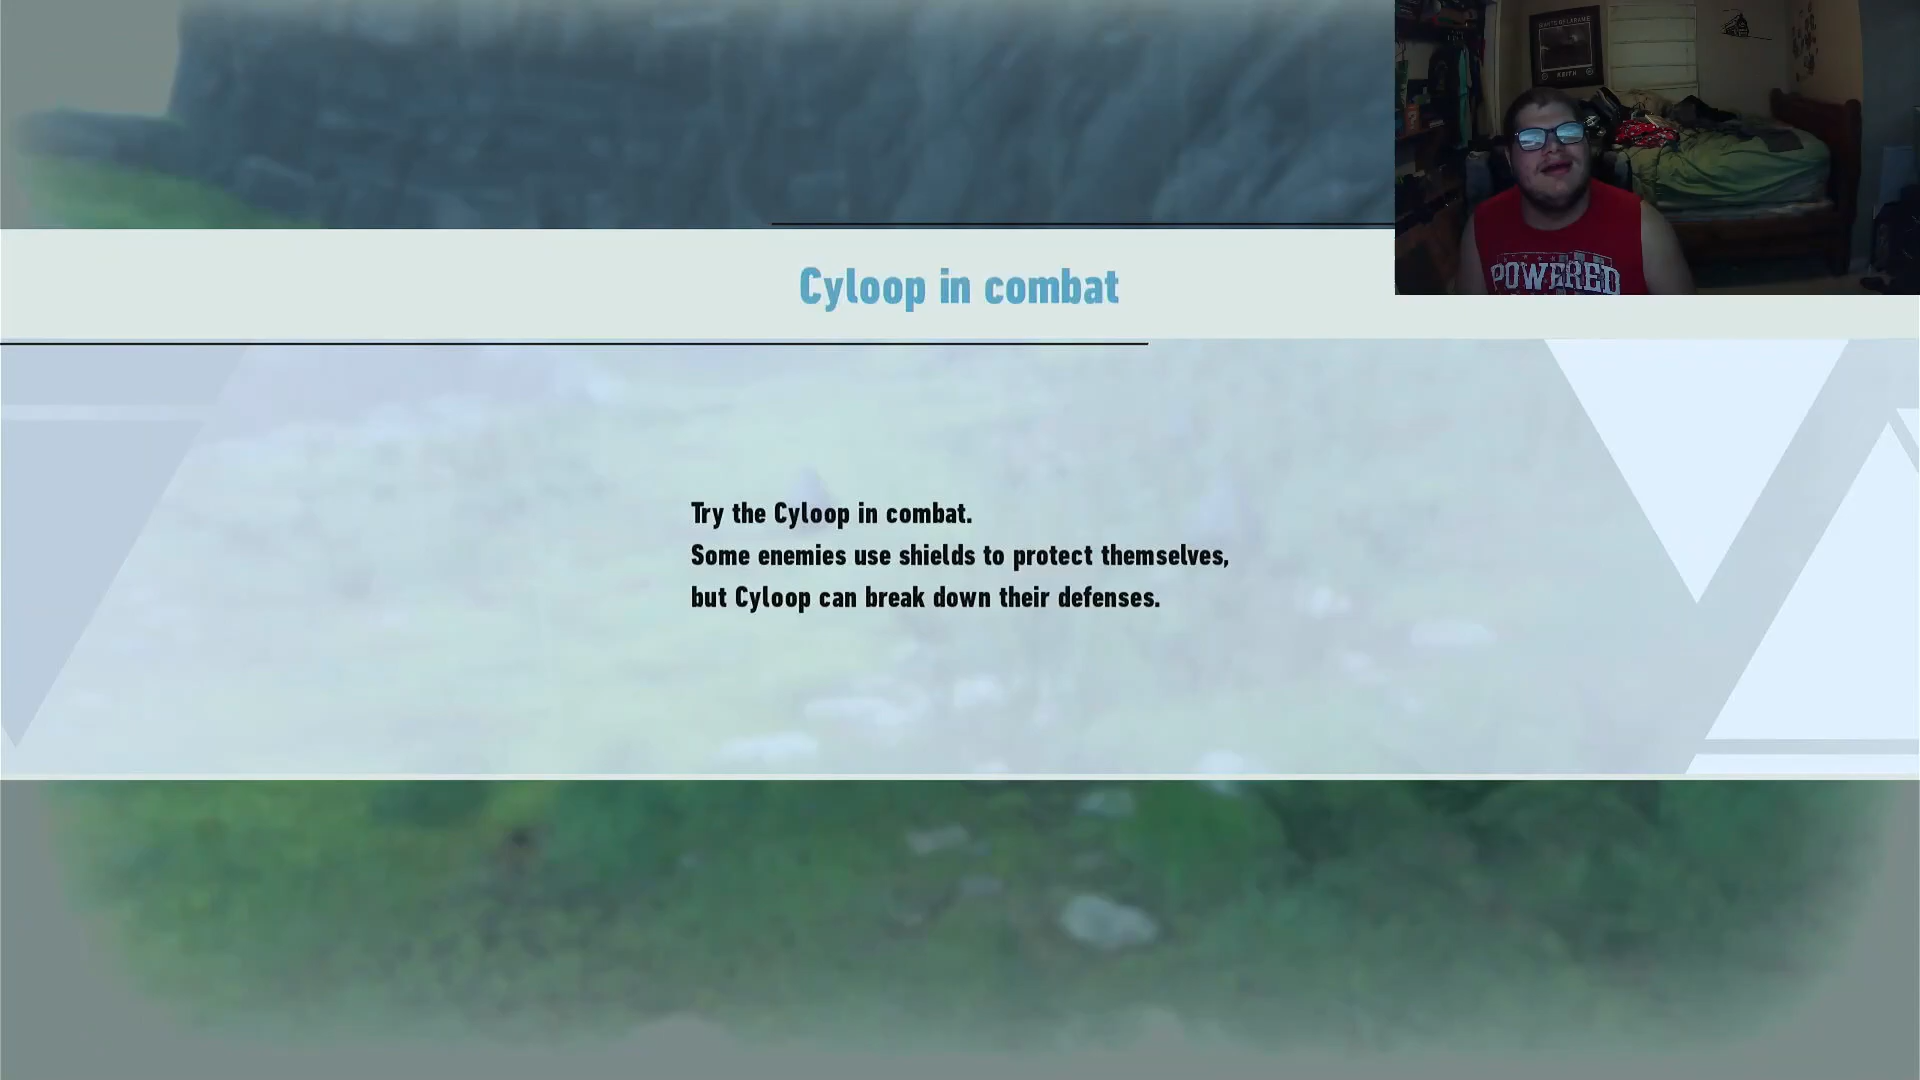 Cyloop in combat
Try the Cyloop in combat.
Some enemies use shields to protect themselves,
but Cyloop can break down their defenses.
KEITH
POWERED